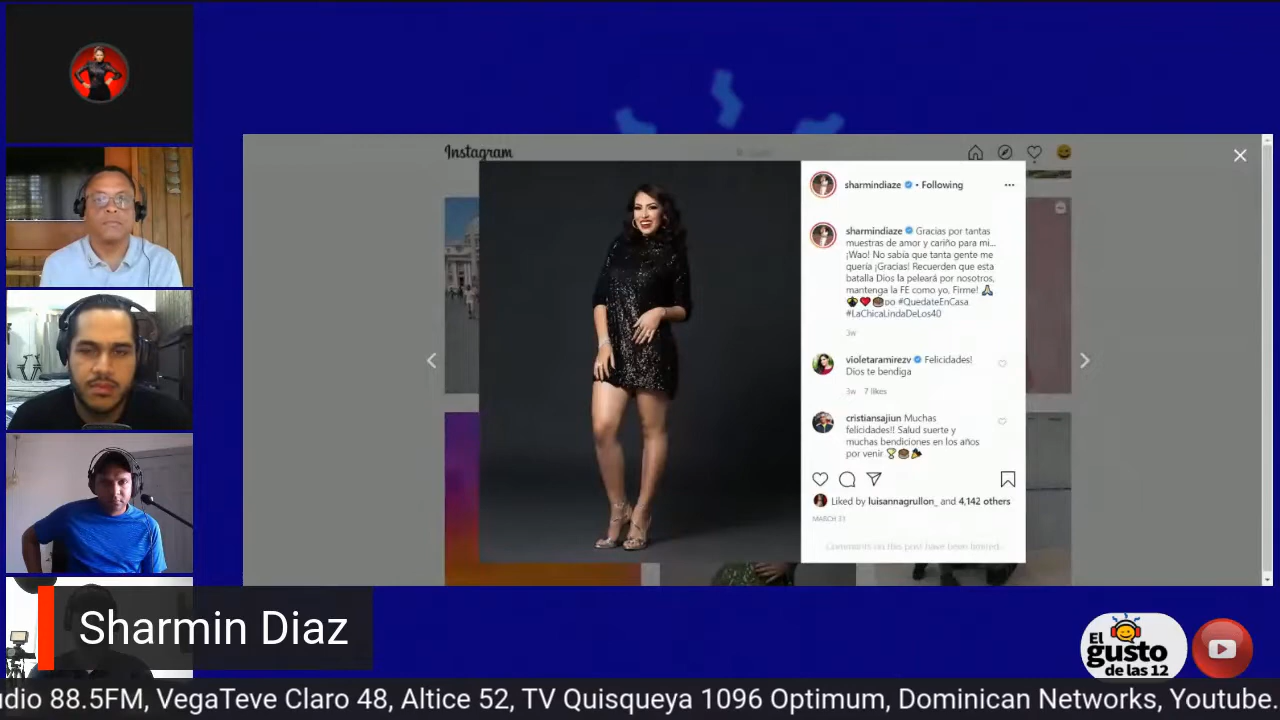 Instagram
sharmindiaze • Following
sharmindiaze Gracias por tantas
muestras de amor y cariño para mi...
¡Wao! No sabía que tanta gente me
quería ¡Gracias! Recuerden que esta
batalla Dios la peleará por nosotros,
mantenga la FE como yo, Firme! 🙏
❤️ po #QuedateEnCasa
#LaChicaLindaDeLos40
3w
violetaramirezv Felicidades!
Dios te bendiga
3w 7 likes
cristiansajiun Muchas
felicidades!! Salud suerte y
muchas bendiciones en los años
por venir 🏆
Liked by luisannagrullon_ and 4,142 others
MARCH 31
Comments on this post have been limited.
Sharmin Diaz
El
gusto
de las 12
dio 88.5FM, VegaTeve Claro 48, Altice 52, TV Quisqueya 1096 Optimum, Dominican Networks, Youtube.